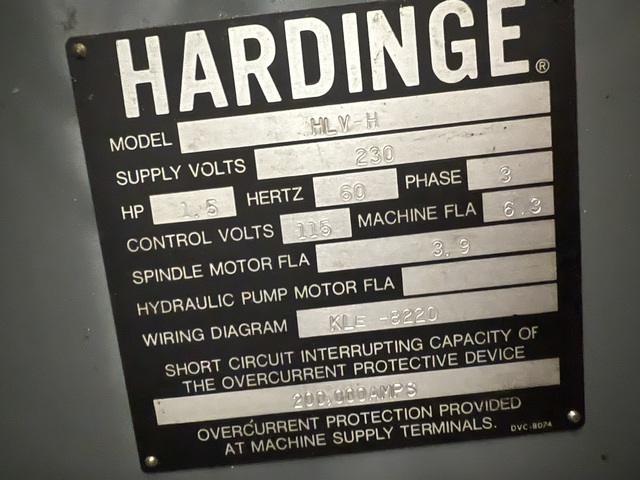 HARDINGE®
MODEL HLV-H
SUPPLY VOLTS 230
HP 1.5 HERTZ 60 PHASE 3
CONTROL VOLTS 115 MACHINE FLA 6.3
SPINDLE MOTOR FLA 3.9
HYDRAULIC PUMP MOTOR FLA
WIRING DIAGRAM KLE -8220
SHORT CIRCUIT INTERRUPTING CAPACITY OF
THE OVERCURRENT PROTECTIVE DEVICE
200,000AMPS
OVERCURRENT PROTECTION PROVIDED
AT MACHINE SUPPLY TERMINALS. DVC-8074